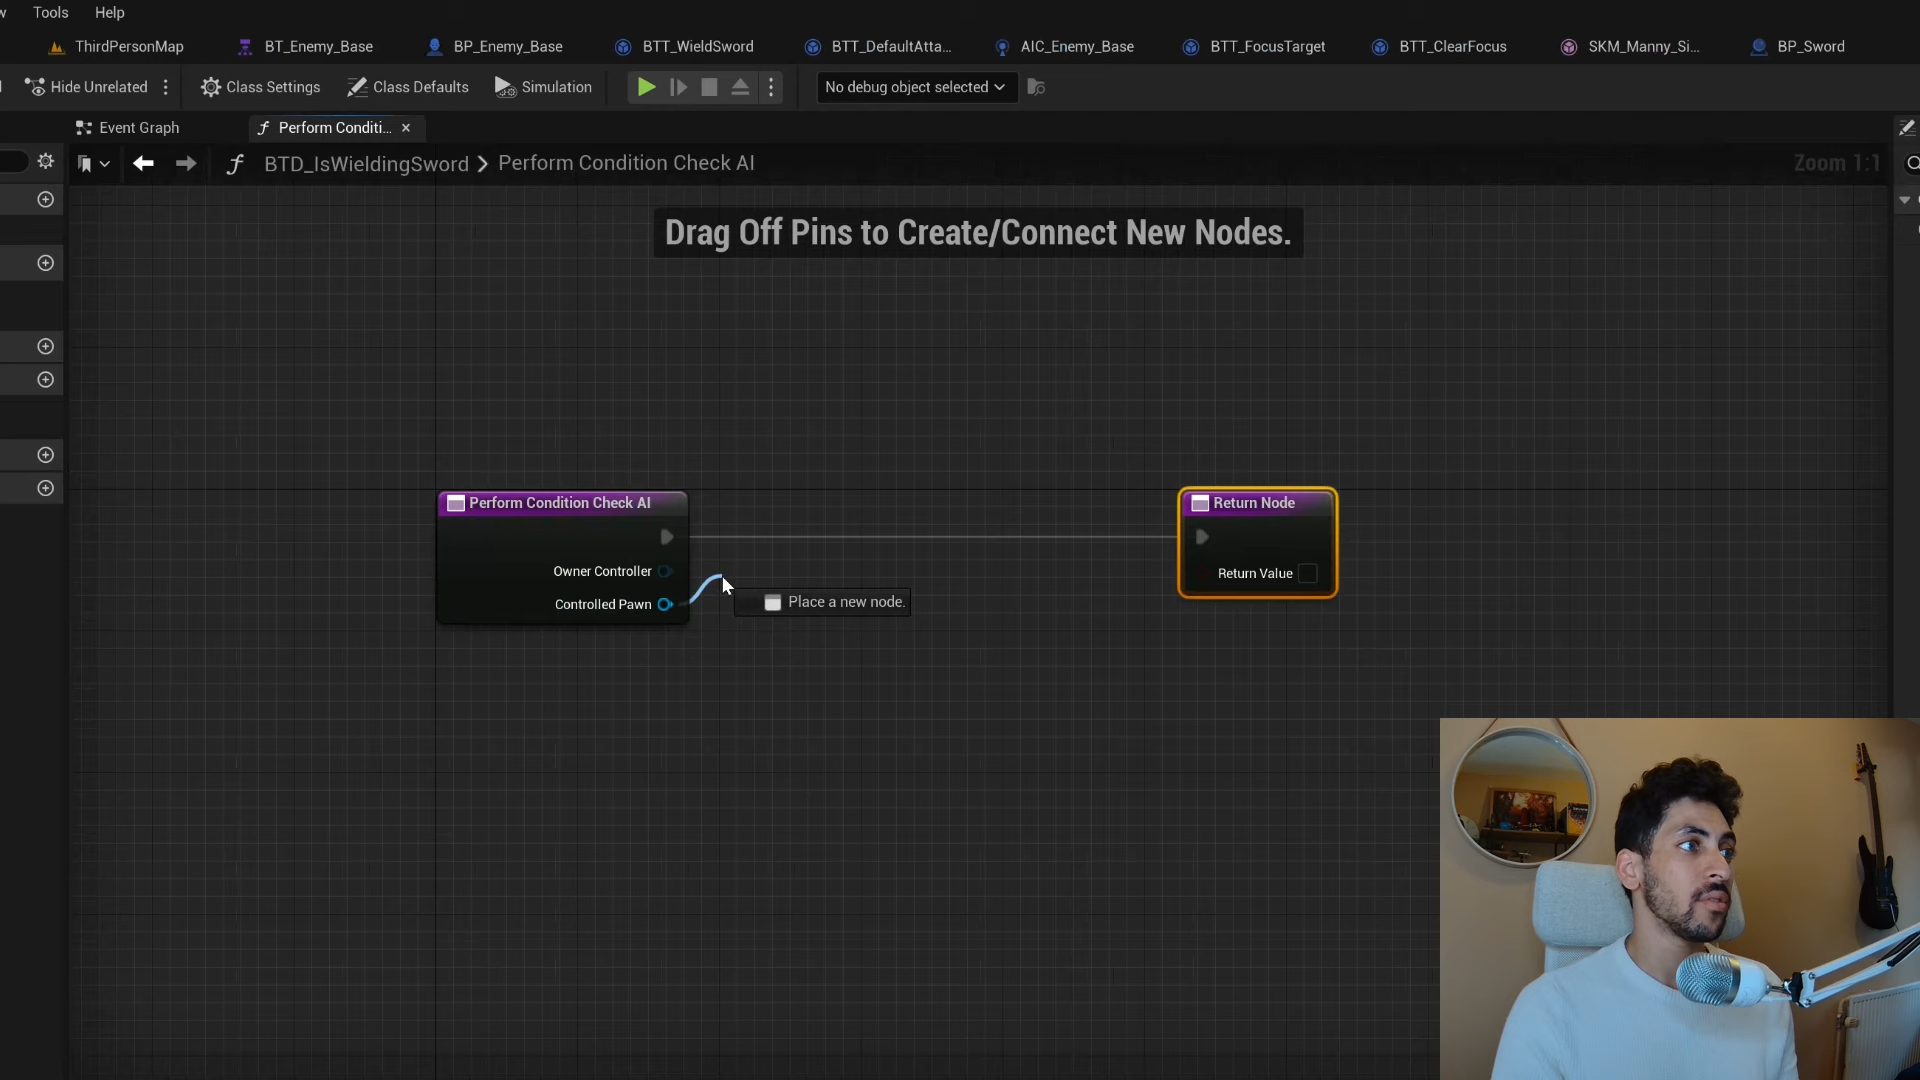 Tools Help
ThirdPersonMap BT_Enemy_Base BP_Enemy_Base BTT_WieldSword BTT_DefaultAtta... AIC_Enemy_Base BTT_FocusTarget BTT_ClearFocus SKM_Manny_Si... BP_Sword
Hide Unrelated Class Settings Class Defaults Simulation No debug object selected
Event Graph Perform Conditi...
BTD_IsWieldingSword > Perform Condition Check AI Zoom 1:1
Drag Off Pins to Create/Connect New Nodes.
Perform Condition Check AI
Owner Controller
Controlled Pawn
Place a new node.
Return Node
Return Value